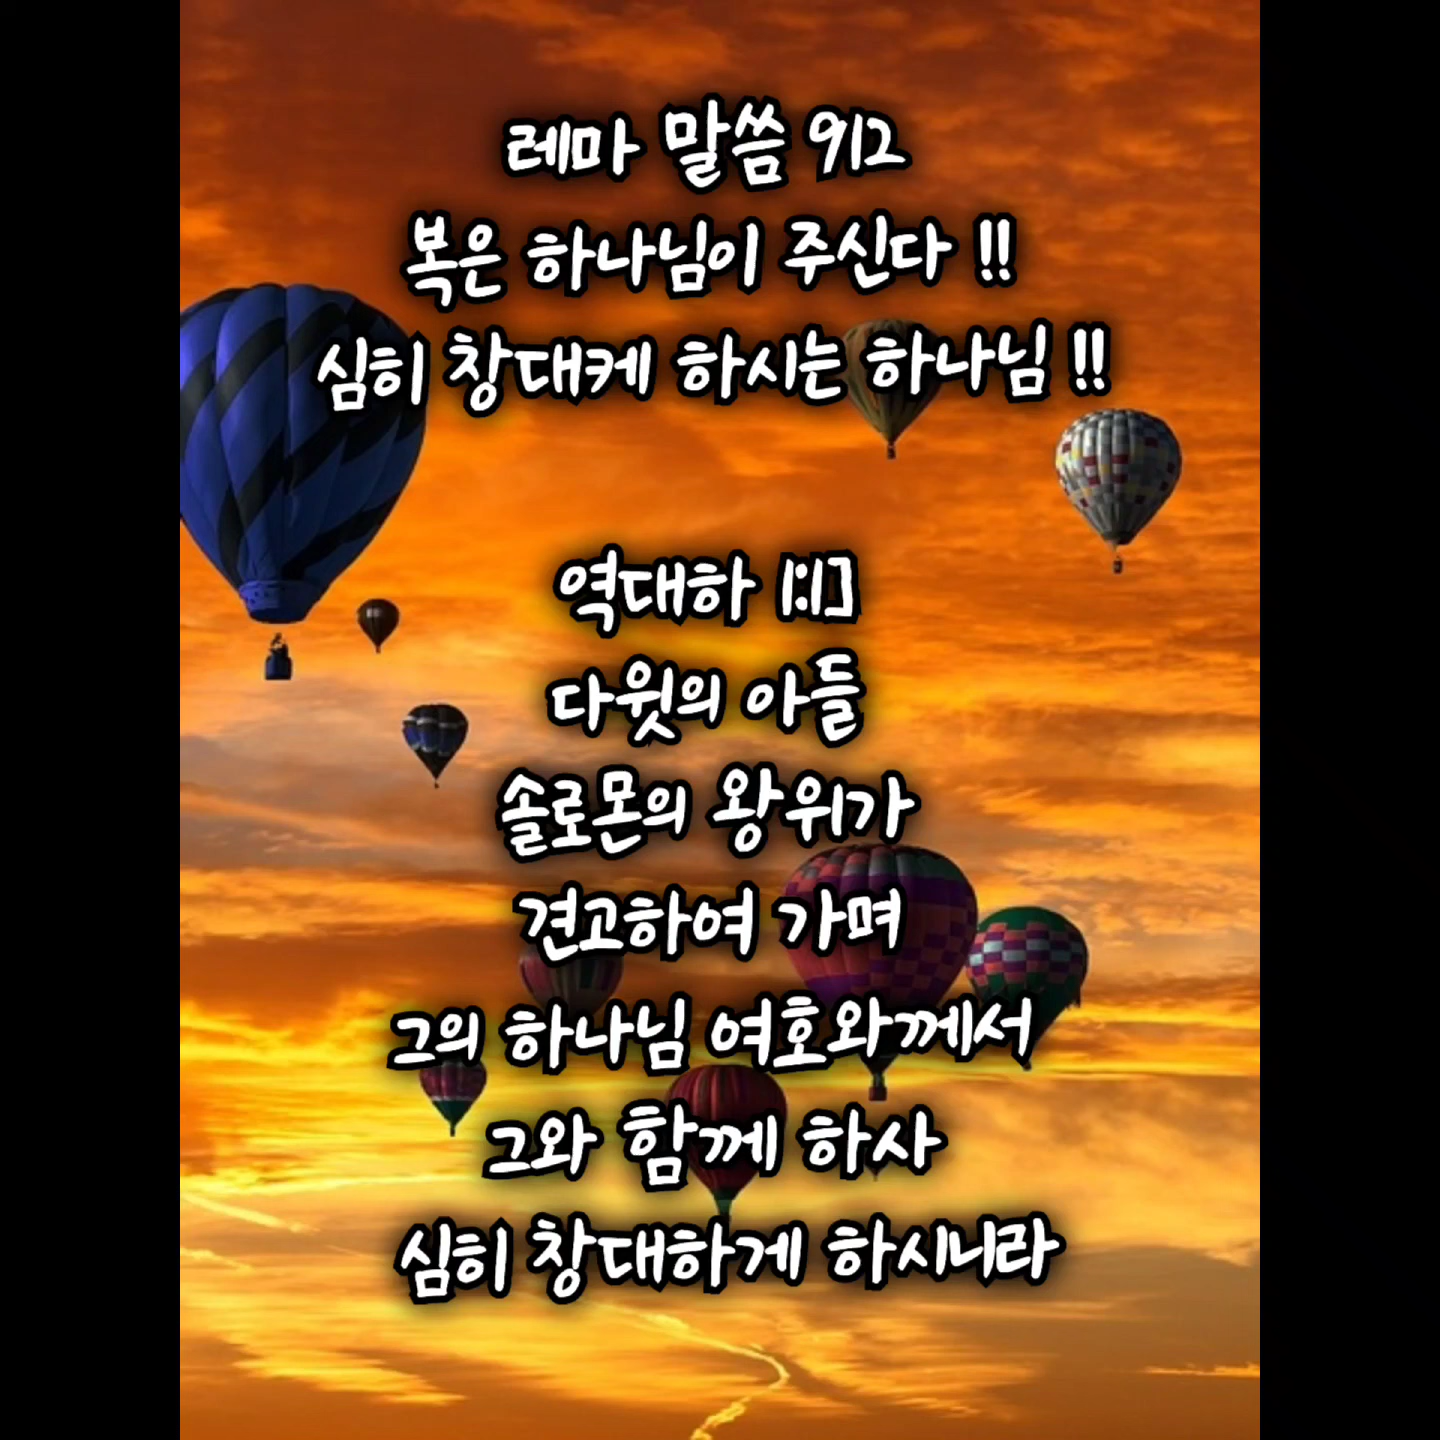 레마 말씀 912
복은 하나님이 주신다 !!
심히 창대케 하시는 하나님 !!
역대하 1:1]
다윗의 아들
솔로몬의 왕위가
견고하여 가며
그의 하나님 여호와께서
그와 함께 하사
심히 창대하게 하시니라